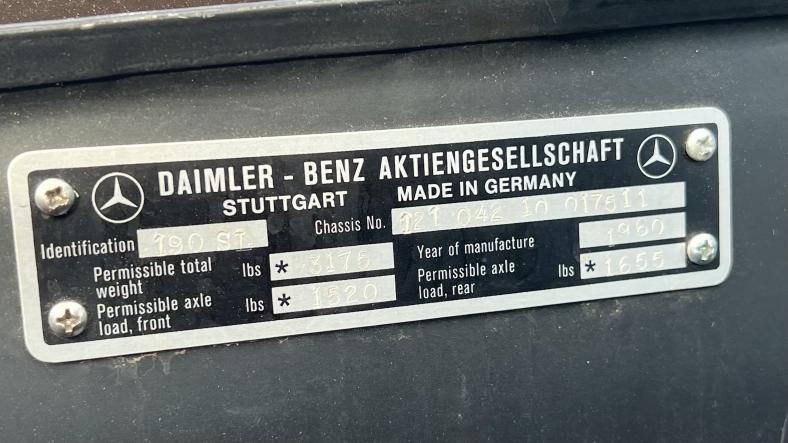 DAIMLER - BENZ AKTIENGESELLSCHAFT
STUTTGART MADE IN GERMANY
Identification 190 SL Chassis No. 121 042 10 017511
Permissible total weight lbs * 3175 Year of manufacture 1960
Permissible axle load, front lbs * 1520 Permissible axle load, rear lbs * 1655